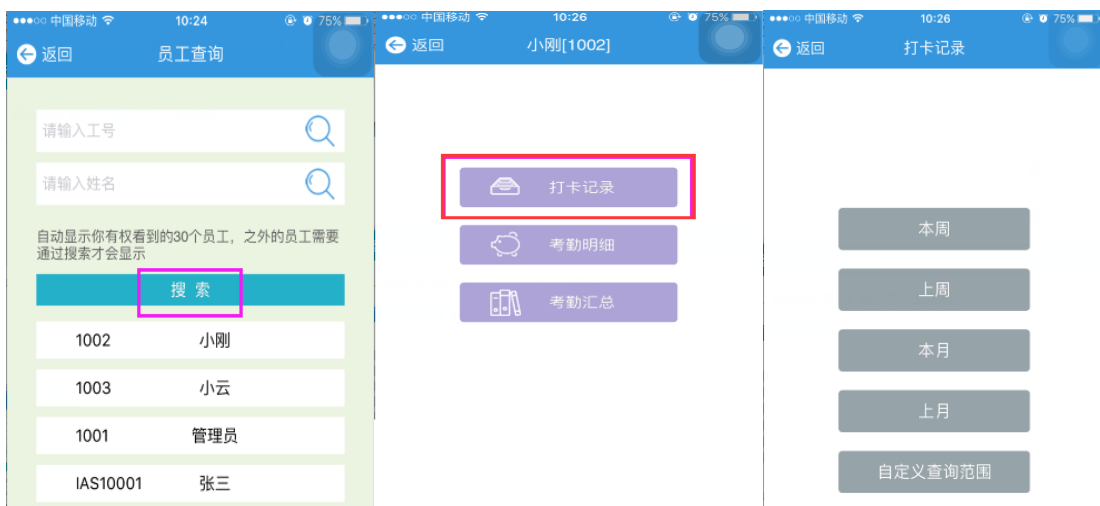 中国移动 10:24 75%
返回 员工查询
请输入工号
请输入姓名
自动显示你有权看到的30个员工，之外的员工需要
通过搜索才会显示
搜 索
1002 小刚
1003 小云
1001 管理员
IAS10001 张三
中国移动 10:26 75%
返回 小刚[1002]
打卡记录
考勤明细
考勤汇总
中国移动 10:26 75%
返回 打卡记录
本周
上周
本月
上月
自定义查询范围